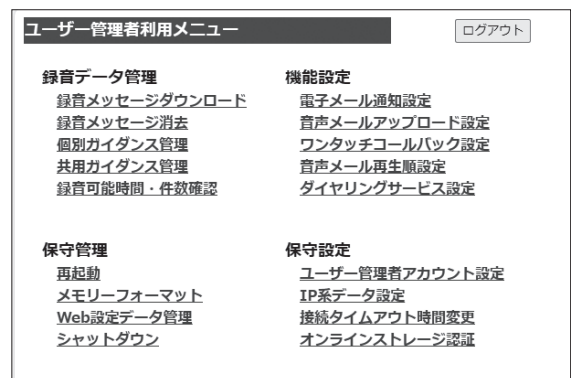 ユーザー管理者利用メニュー
ログアウト
録音データ管理
録音メッセージダウンロード
録音メッセージ消去
個別ガイダンス管理
共用ガイダンス管理
録音可能時間・件数確認
機能設定
電子メール通知設定
音声メールアップロード設定
ワンタッチコールバック設定
音声メール再生順設定
ダイヤリングサービス設定
保守管理
再起動
メモリーフォーマット
Web設定データ管理
シャットダウン
保守設定
ユーザー管理者アカウント設定
IP系データ設定
接続タイムアウト時間変更
オンラインストレージ認証